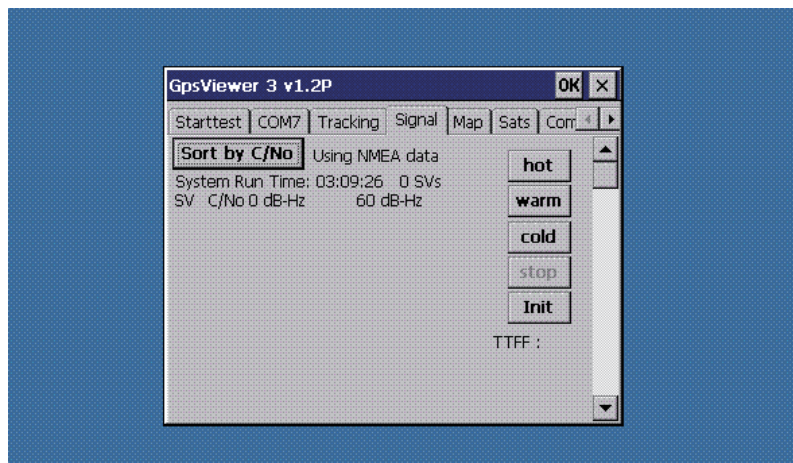 GpsViewer 3 v1.2P OK ×
Starttest COM7 Tracking Signal Map Sats
Sort by C/No Using NMEA data
hot
System Run Time: 03:09:26 0 SVs
SV C/No 0 dB-Hz 60 dB-Hz
warm
cold
stop
Init
TTFF :